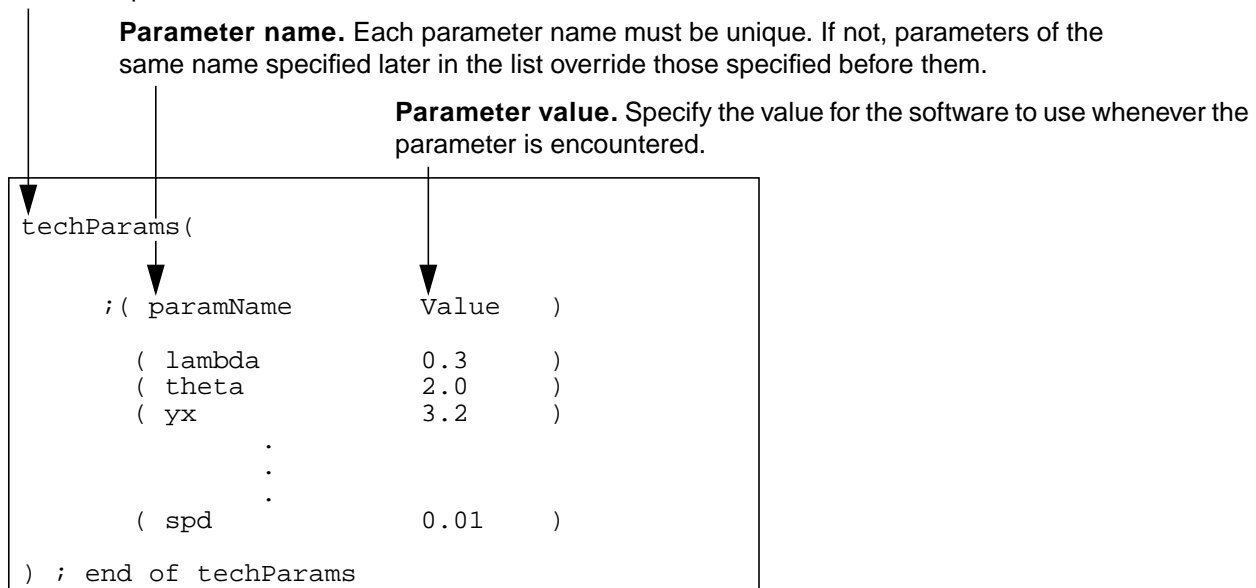 Parameter name. Each parameter name must be unique. If not, parameters of the
same name specified later in the list override those specified before them.
Parameter value. Specify the value for the software to use whenever the
parameter is encountered.
techParams(
;( paramName Value )
( lambda 0.3 )
( theta 2.0 )
( yx 3.2 )
.
.
.
( spd 0.01 )
) ; end of techParams